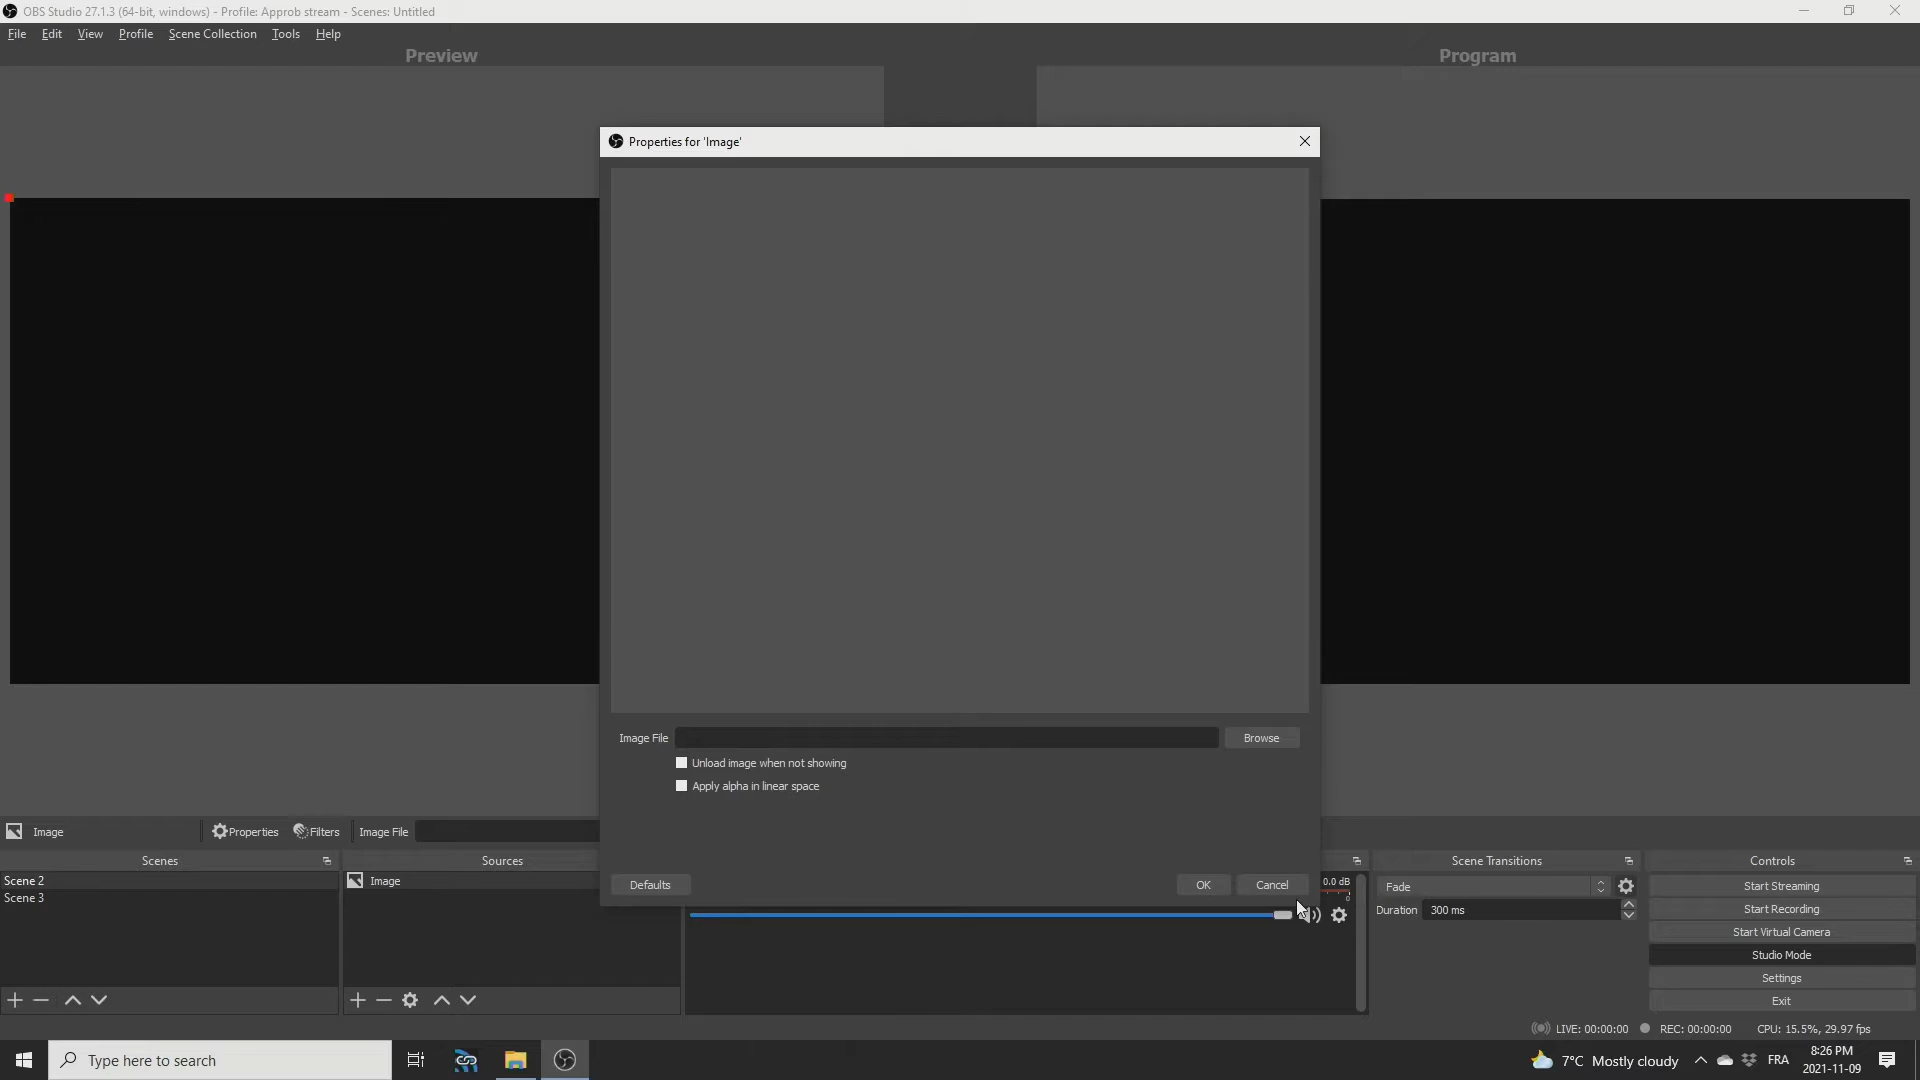 OBS Studio 27.1.3 (64-bit, windows) - Profile: Approb stream - Scenes: Untitled
File Edit View Profile Scene Collection Tools Help
Preview
Program
Properties for 'Image'
Image File
Browse
Unload image when not showing
Apply alpha in linear space
Defaults
OK
Cancel
Image
Properties
Filters
Image File
Scenes
Scene 2
Scene 3
Sources
Image
0.0 dB
0
Scene Transitions
Fade
Duration 300 ms
Controls
Start Streaming
Start Recording
Start Virtual Camera
Studio Mode
Settings
Exit
LIVE: 00:00:00
REC: 00:00:00
CPU: 15.5%, 29.97 fps
Type here to search
7°C Mostly cloudy
FRA
8:26 PM
2021-11-09